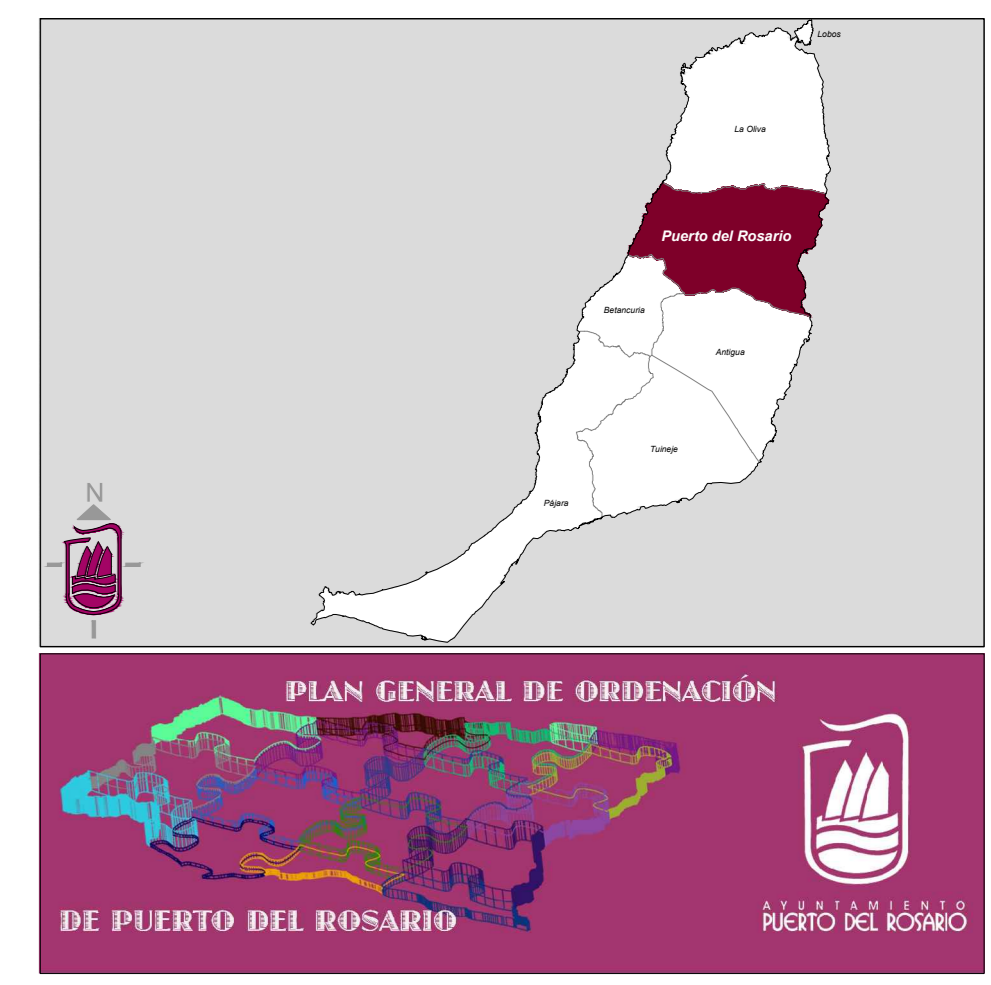 Lobos
La Oliva
Puerto del Rosario
Betancuria
Antigua
Tuineje
Pájara
N
PLAN GENERAL DE ORDENACIÓN
DE PUERTO DEL ROSARIO
AYUNTAMIENTO
PUERTO DEL ROSARIO